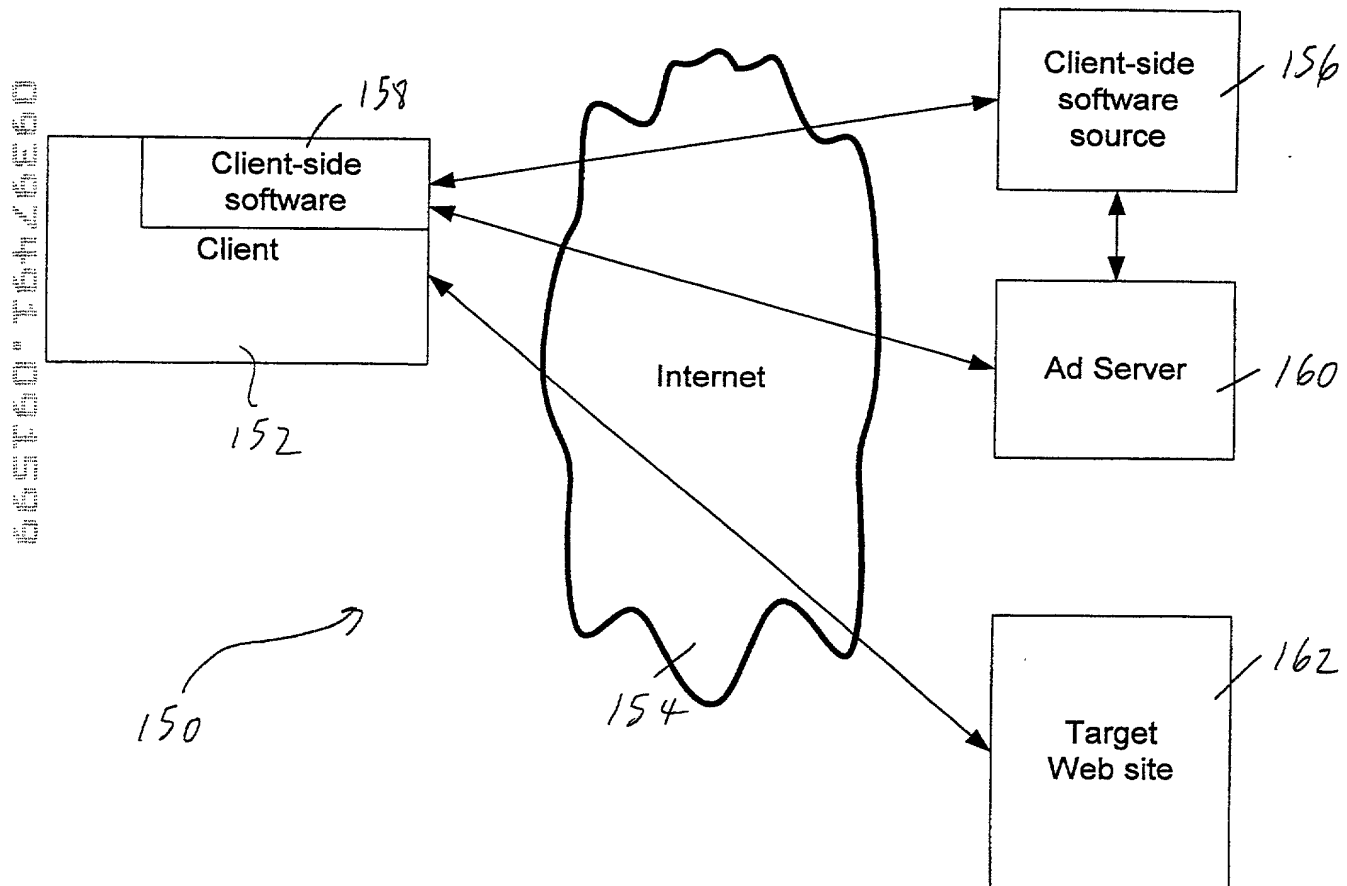 158
Client-side
software
Client
152
150
Internet
154
Client-side
software
source
156
Ad Server
160
Target
Web site
162